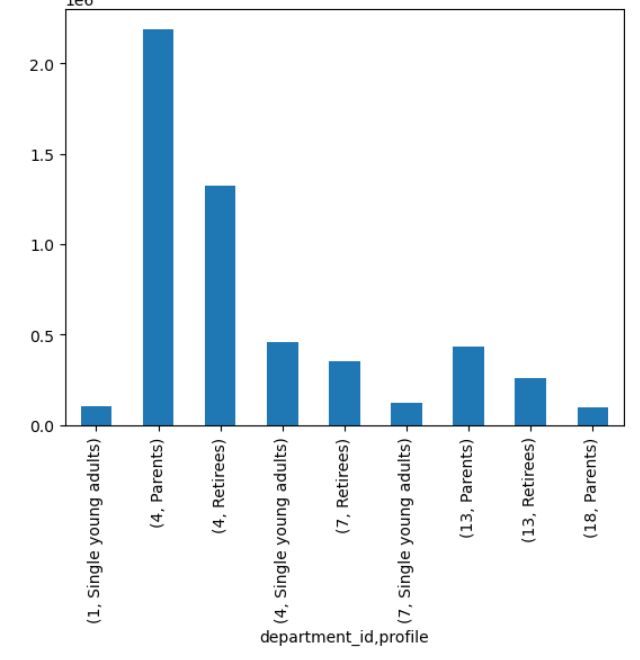 1e6
2.0
1.5
1.0
0.5
0.0
(1, Single young adults)
(4, Parents)
(4, Retirees)
(4, Single young adults)
(7, Retirees)
(7, Single young adults)
(13, Parents)
(13, Retirees)
(18, Parents)
department_id,profile